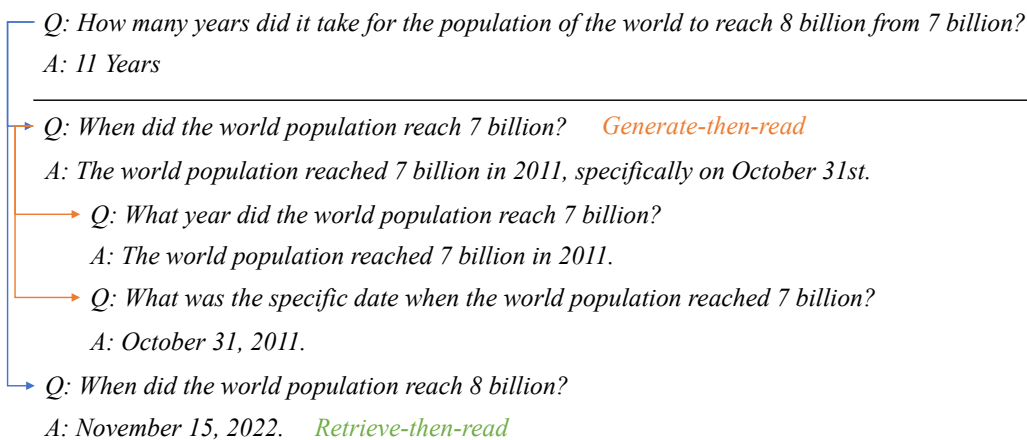 Q: How many years did it take for the population of the world to reach 8 billion from 7 billion?
A: 11 Years
Q: When did the world population reach 7 billion? Generate-then-read
A: The world population reached 7 billion in 2011, specifically on October 31st.
Q: What year did the world population reach 7 billion?
A: The world population reached 7 billion in 2011.
Q: What was the specific date when the world population reached 7 billion?
A: October 31, 2011.
Q: When did the world population reach 8 billion?
A: November 15, 2022. Retrieve-then-read